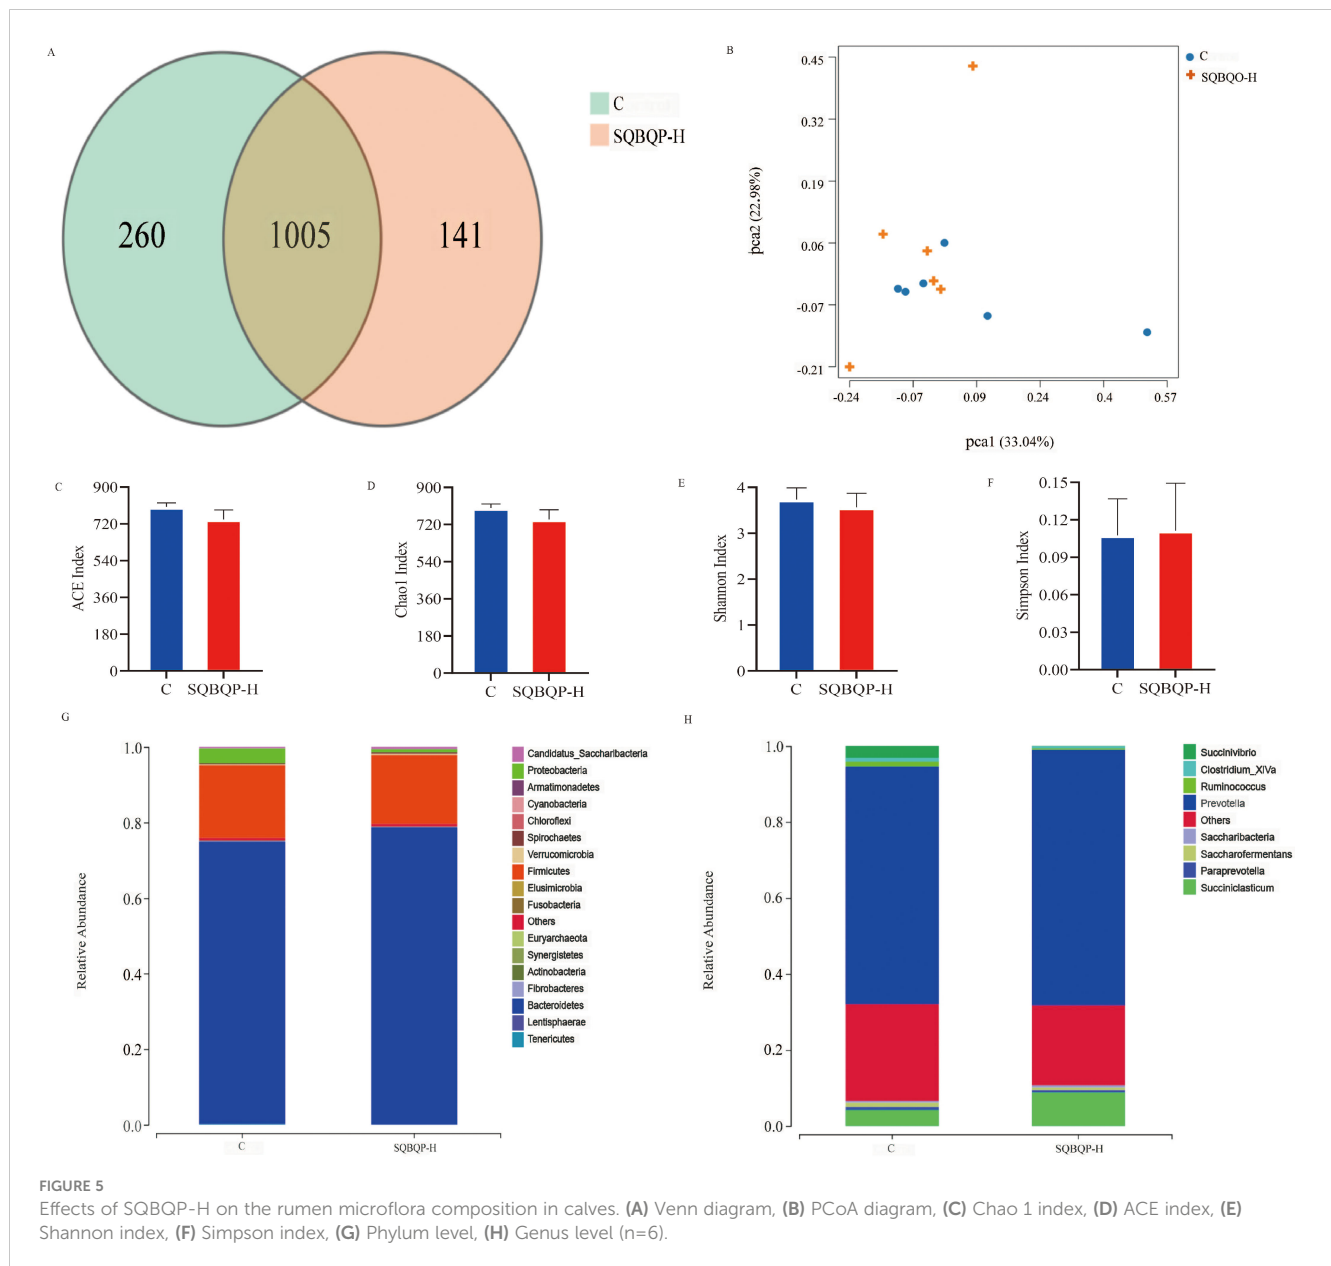 A
260
1005
141
C
SQBQP-H
B
0.45
0.32
0.19
0.06
-0.07
-0.21
pca2 (22.98%)
-0.24 -0.07 0.09 0.24 0.4 0.57
pca1 (33.04%)
C
SQBQO-H
C
900
720
540
360
180
0
ACE Index
C SQBQP-H
D
900
720
540
360
180
0
Chao1 Index
C SQBQP-H
E
4
3
2
1
0
Shannon Index
C SQBQP-H
F
0.15
0.12
0.09
0.06
0.03
0.00
Simpson Index
C SQBQP-H
G
1.0
0.8
0.6
0.4
0.2
0.0
Relative Abundance
C SQBQP-H
Candidatus_Saccharibacteria
Proteobacteria
Armatimonadetes
Cyanobacteria
Chloroflexi
Spirochaetes
Verrucomicrobia
Firmicutes
Elusimicrobia
Fusobacteria
Others
Euryarchaeota
Synergistetes
Actinobacteria
Fibrobacteres
Bacteroidetes
Lentisphaerae
Tenericutes
H
1.0
0.8
0.6
0.4
0.2
0.0
Relative Abundance
C SQBQP-H
Succinivibrio
Clostridium_XIVa
Ruminococcus
Prevotella
Others
Saccharibacteria
Saccharofermentans
Paraprevotella
Succiniclasticum
FIGURE 5
Effects of SQBQP-H on the rumen microflora composition in calves. (A) Venn diagram, (B) PCoA diagram, (C) Chao 1 index, (D) ACE index, (E)
Shannon index, (F) Simpson index, (G) Phylum level, (H) Genus level (n=6).